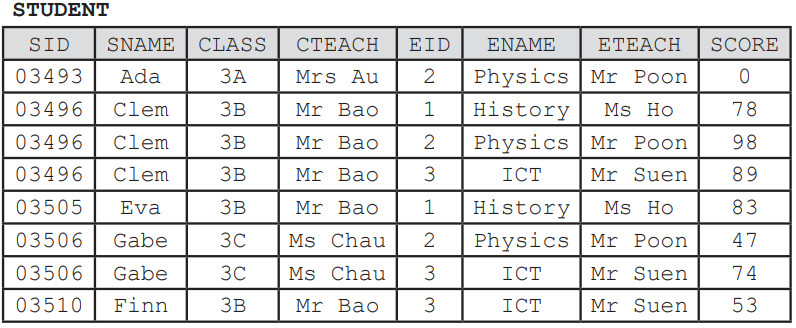 STUDENT
SID SNAME CLASS CTEACH EID ENAME ETEACH SCORE
03493 Ada 3A Mrs Au 2 Physics Mr Poon 0
03496 Clem 3B Mr Bao 1 History Ms Ho 78
03496 Clem 3B Mr Bao 2 Physics Mr Poon 98
03496 Clem 3B Mr Bao 3 ICT Mr Suen 89
03505 Eva 3B Mr Bao 1 History Ms Ho 83
03506 Gabe 3C Ms Chau 2 Physics Mr Poon 47
03506 Gabe 3C Ms Chau 3 ICT Mr Suen 74
03510 Finn 3B Mr Bao 3 ICT Mr Suen 53